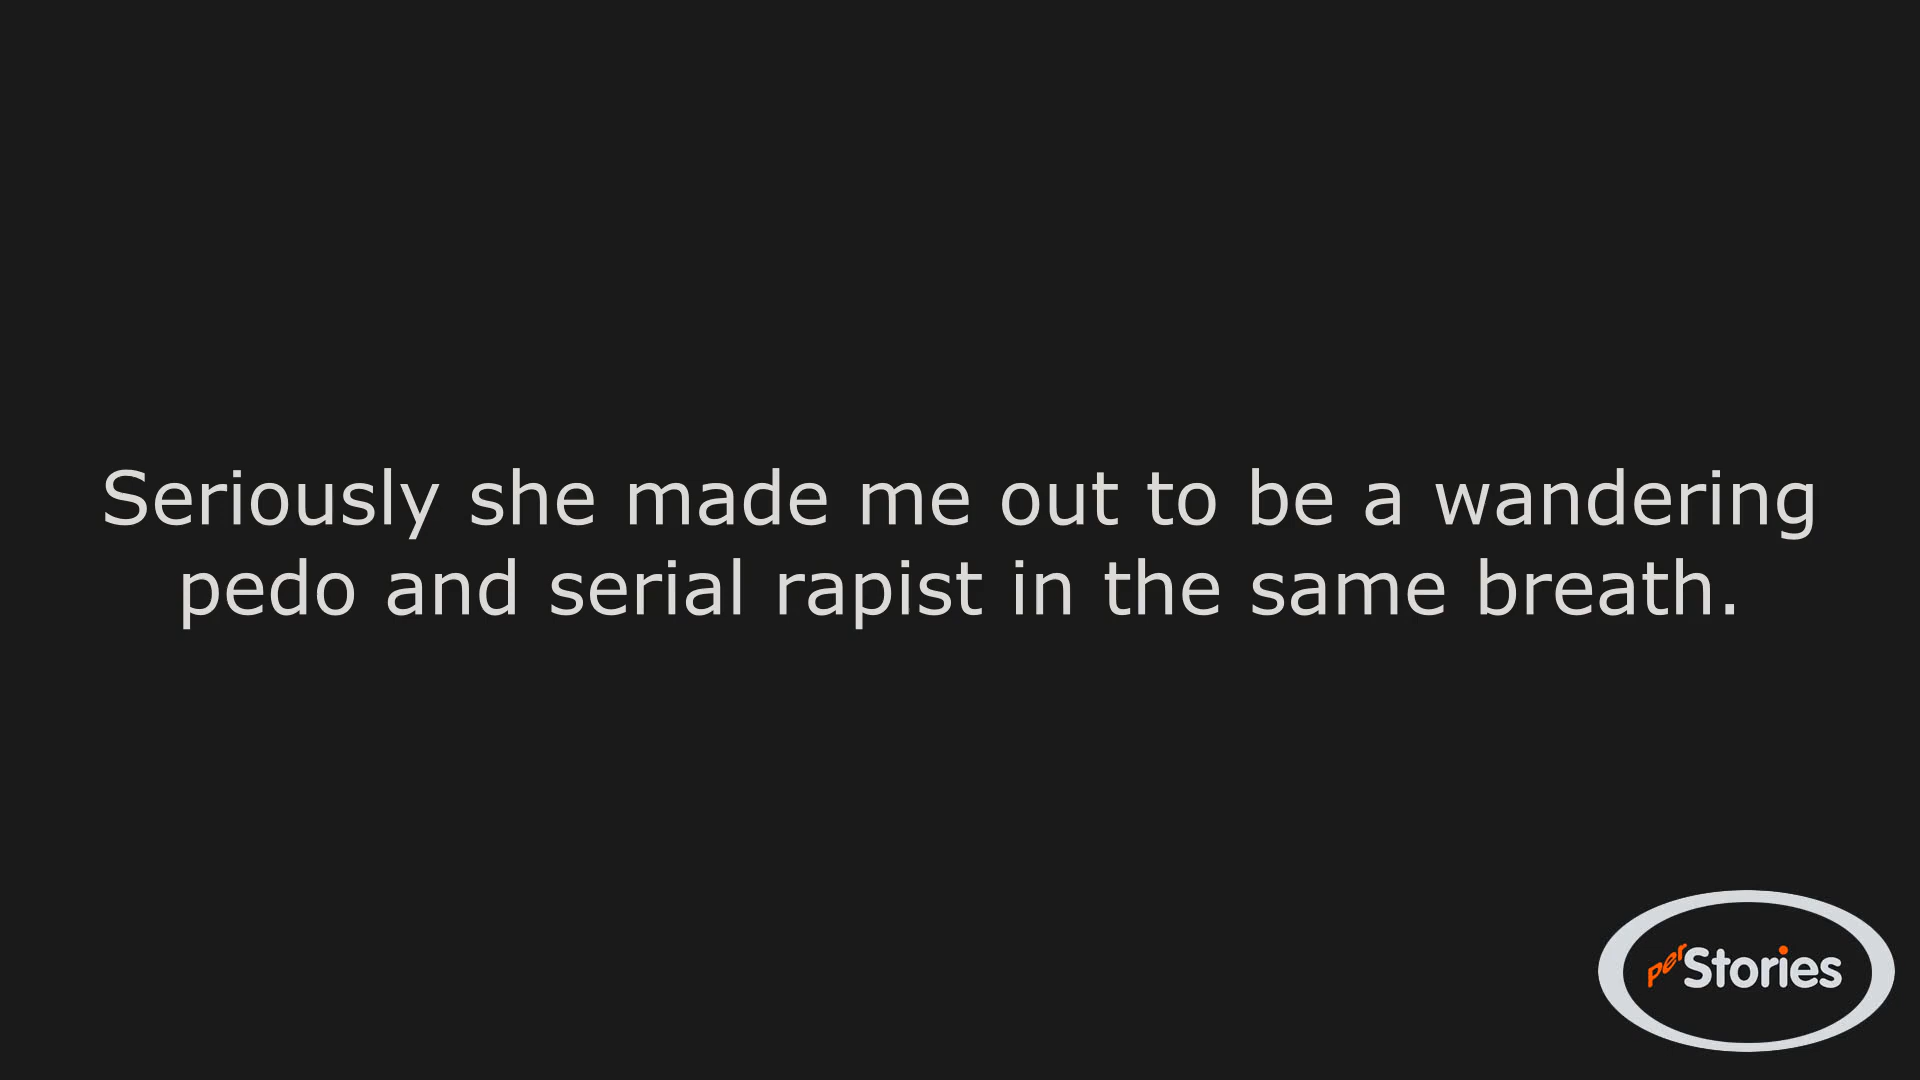 Seriously she made me out to be a wandering
pedo and serial rapist in the same breath.
perStories